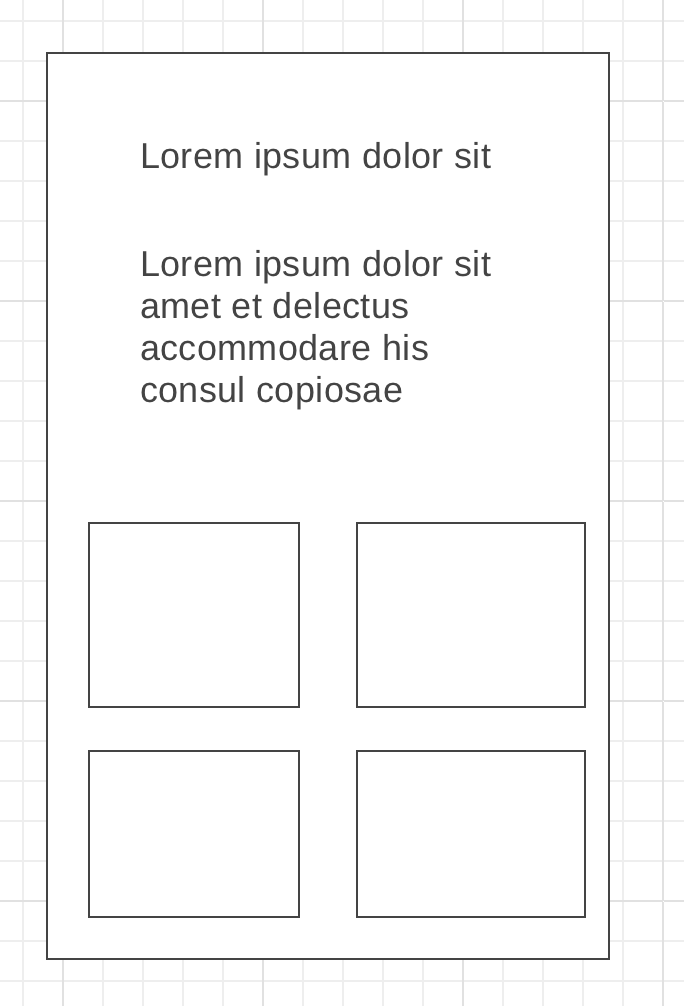 Lorem ipsum dolor sit
Lorem ipsum dolor sit
amet et delectus
accommodare his
consul copiosae